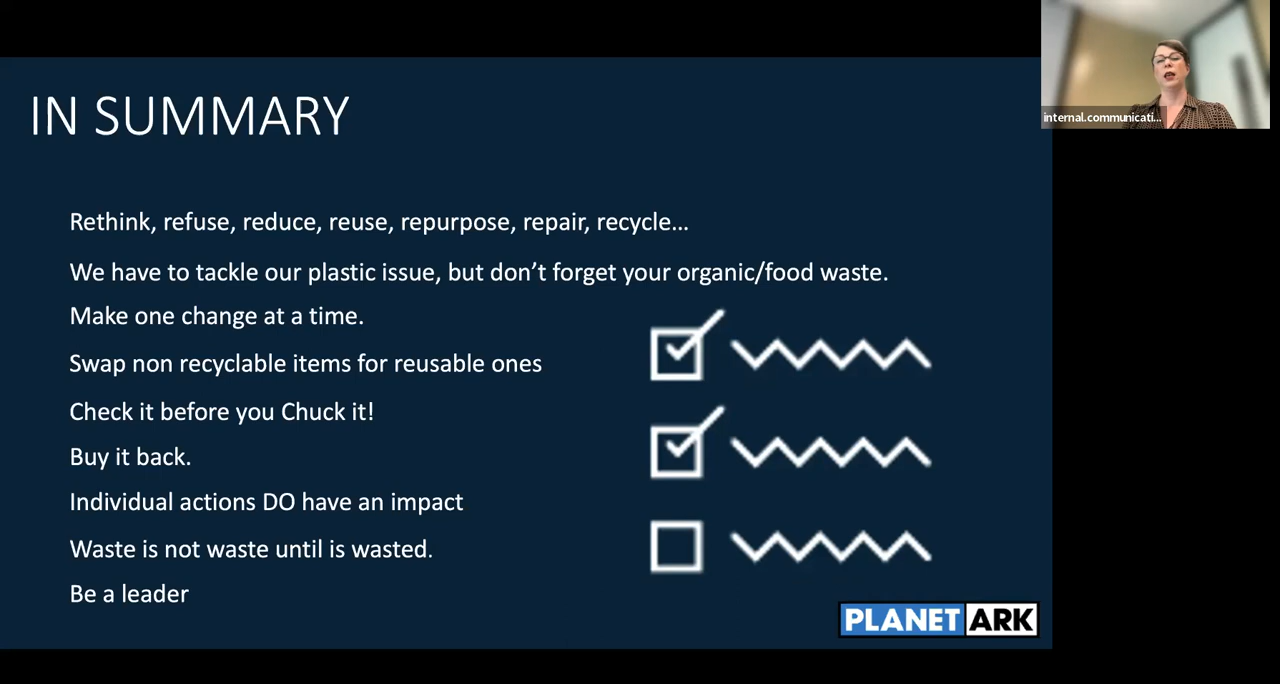 internal.communicati...
IN SUMMARY
Rethink, refuse, reduce, reuse, repurpose, repair, recycle...
We have to tackle our plastic issue, but don't forget your organic/food waste.
Make one change at a time.
Swap non recyclable items for reusable ones
Check it before you Chuck it!
Buy it back.
Individual actions DO have an impact
Waste is not waste until is wasted.
Be a leader
PLANET ARK